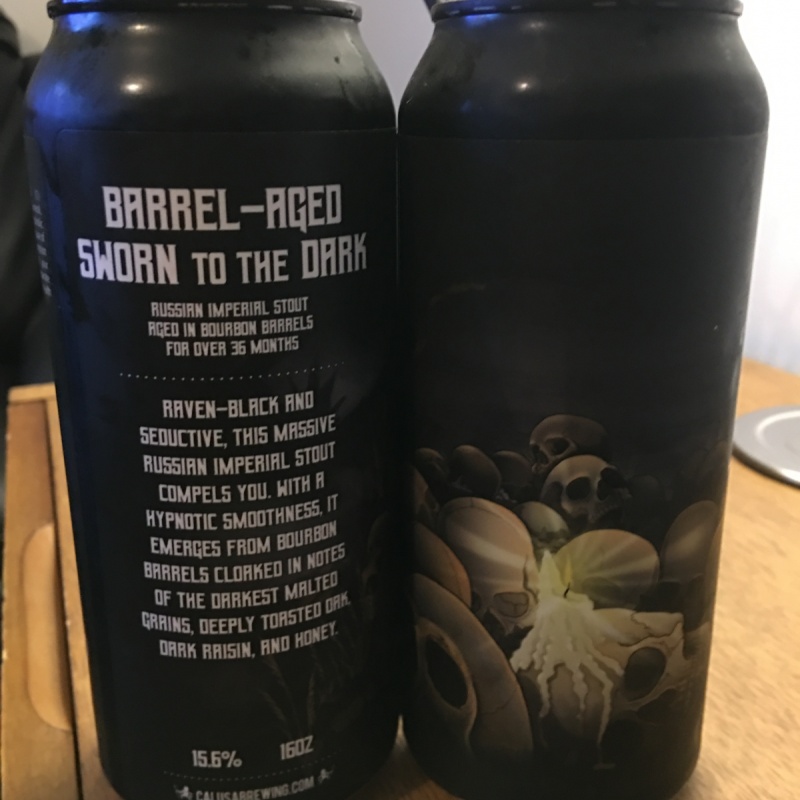 BARREL-AGED
SWORN TO THE DARK
RUSSIAN IMPERIAL STOUT
AGED IN BOURBON BARRELS
FOR OVER 36 MONTHS
RAVEN-BLACK AND
SEDUCTIVE, THIS MASSIVE
RUSSIAN IMPERIAL STOUT
COMPELS YOU. WITH A
HYPNOTIC SMOOTHNESS, IT
EMERGES FROM BOURBON
BARRELS CLOAKED IN NOTES
OF THE DARKEST MALTED
GRAINS, DEEPLY TOASTED OAK,
DARK RAISIN, AND HONEY.
15.6% 16OZ
CALUSABREWING.COM